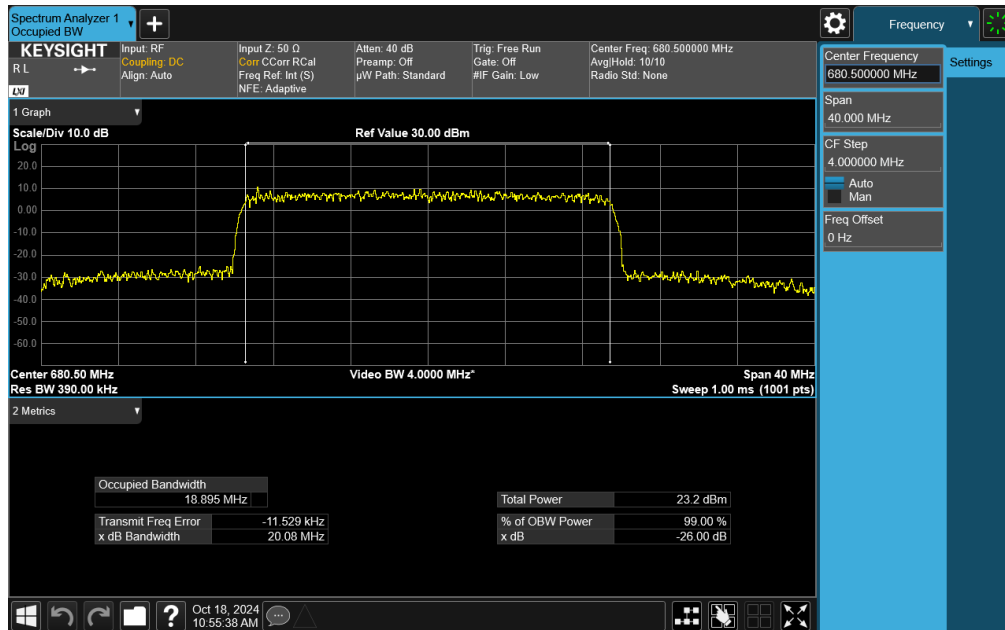 Spectrum Analyzer 1
Occupied BW
+
Frequency
KEYSIGHT
RL
LXI
Input: RF
Coupling: DC
Align: Auto
Input Z: 50 Ω
Corr CCorr RCal
Freq Ref: Int (S)
NFE: Adaptive
Atten: 40 dB
Preamp: Off
µW Path: Standard
Trig: Free Run
Gate: Off
#IF Gain: Low
Center Freq: 680.500000 MHz
Avg|Hold: 10/10
Radio Std: None
Center Frequency
680.500000 MHz
Settings
Span
40.000 MHz
CF Step
4.000000 MHz
Auto
Man
Freq Offset
0 Hz
1 Graph
Scale/Div 10.0 dB
Ref Value 30.00 dBm
Log
20.0
10.0
0.00
-10.0
-20.0
-30.0
-40.0
-50.0
-60.0
Center 680.50 MHz
Video BW 4.0000 MHz*
Span 40 MHz
Res BW 390.00 kHz
Sweep 1.00 ms (1001 pts)
2 Metrics
Occupied Bandwidth
18.895 MHz
Total Power 23.2 dBm
Transmit Freq Error -11.529 kHz
% of OBW Power 99.00 %
x dB Bandwidth 20.08 MHz
x dB -26.00 dB
?
Oct 18, 2024
10:55:38 AM